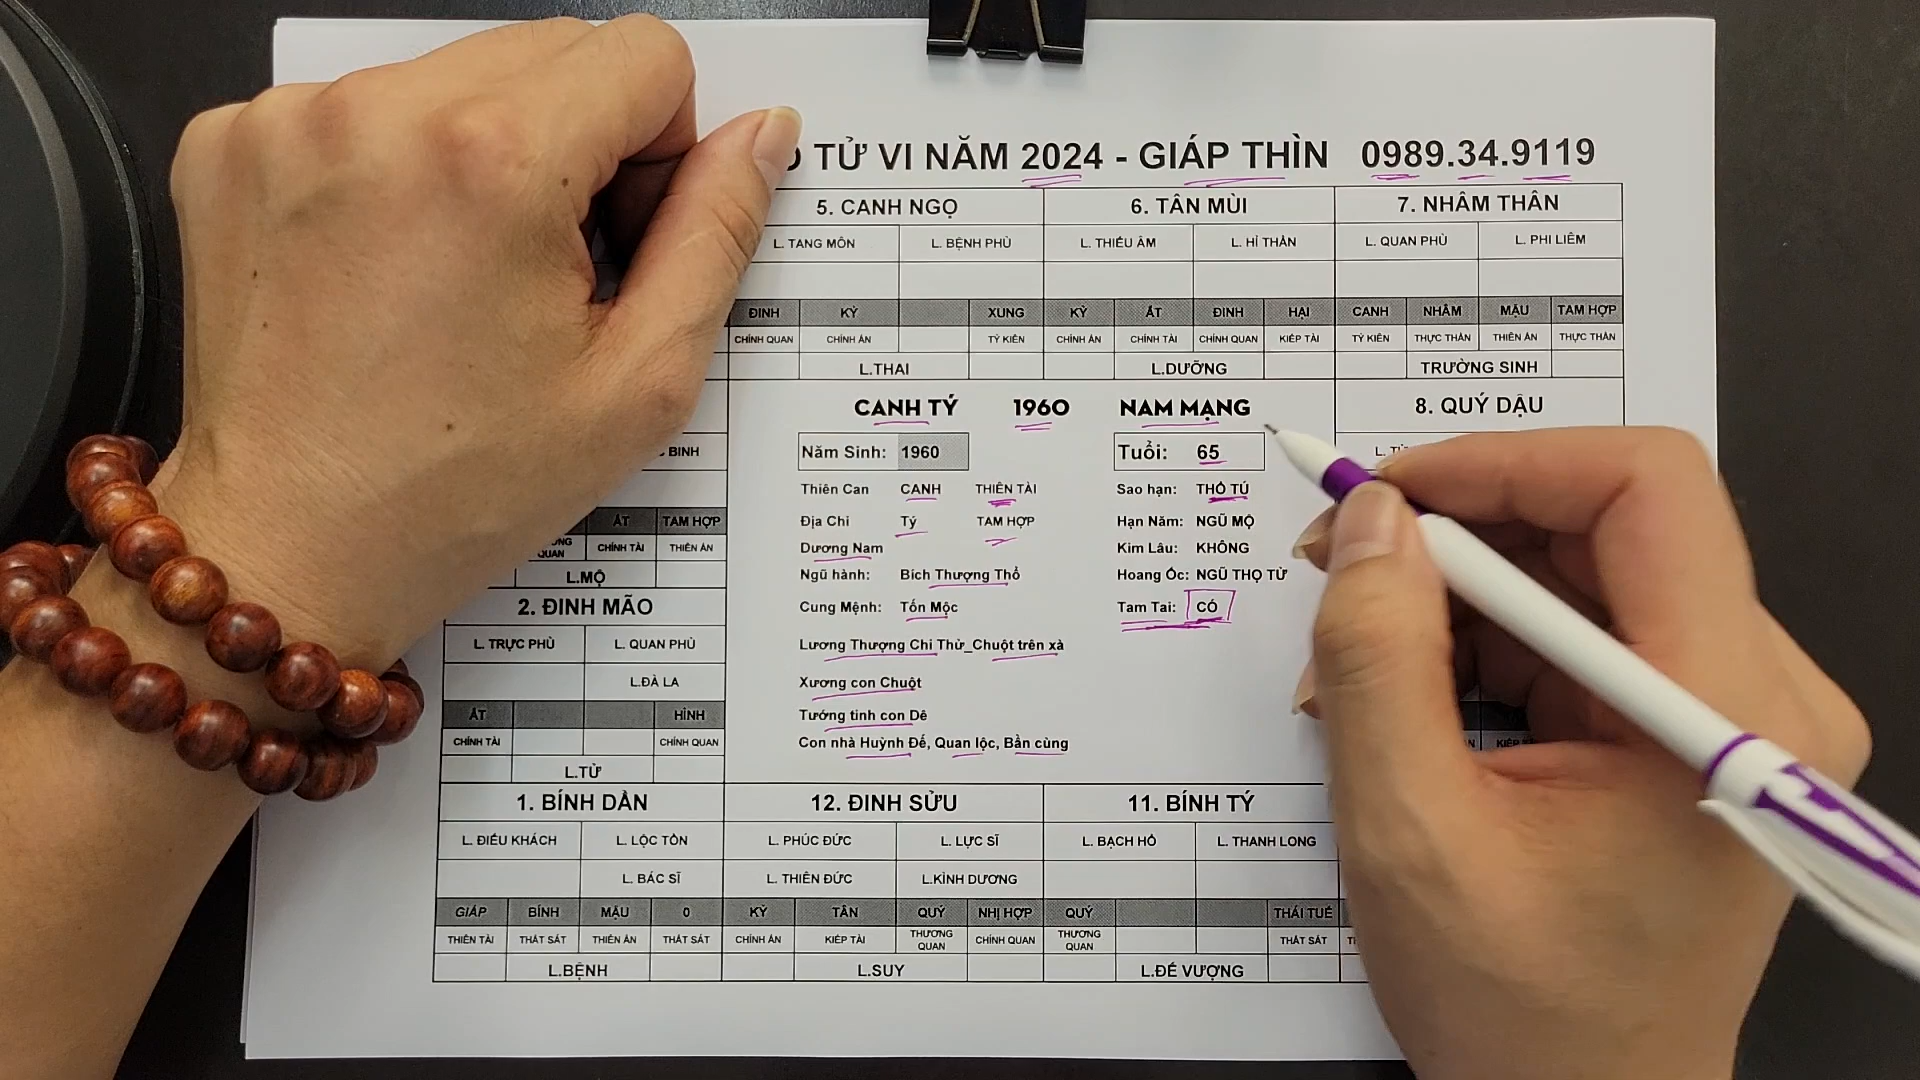 TỬ VI NĂM 2024 - GIÁP THÌN 0989.34.9119
5. CANH NGỌ 6. TÂN MÙI 7. NHÂM THÂN
L. TANG MÔN L. BỆNH PHÙ L. THIẾU ÂM L. HỈ THẦN L. QUAN PHÙ L. PHI LIÊM
ĐINH KỶ XUNG KỶ ẤT ĐINH HẠI CANH NHÂM MẬU TAM HỢP
CHÍNH QUAN CHÍNH ẤN TỶ KIÊN CHÍNH ẤN CHÍNH TÀI CHÍNH QUAN KIẾP TÀI TỶ KIÊN THỰC THẦN THIÊN ẤN THỰC THẦN
L.THAI L.DƯỠNG TRƯỜNG SINH
CANH TÝ 1960 NAM MẠNG 8. QUÝ DẬU
BINH Năm Sinh: 1960 Tuổi: 65
Thiên Can CANH THIÊN TÀI Sao hạn: THỔ TÚ
ẤT TAM HỢP Địa Chi Tý TAM HỢP Hạn Năm: NGŨ MỘ
QUAN CHÍNH TÀI THIÊN ẤN Dương Nam Kim Lâu: KHÔNG
L.MỘ Ngũ hành: Bích Thượng Thổ Hoang Ốc: NGŨ THỌ TỬ
2. ĐINH MÃO Cung Mệnh: Tốn Mộc Tam Tai: CÓ
L. TRỰC PHÙ L. QUAN PHỦ Lương Thượng Chi Thử_Chuột trên xà
L.ĐÀ LA Xương con Chuột
ẤT HÌNH Tướng tinh con Dê
CHÍNH TÀI CHÍNH QUAN Con nhà Huỳnh Đế, Quan lộc, Bần cùng
L.TỬ
1. BÍNH DẦN 12. ĐINH SỬU 11. BÍNH TÝ
L. ĐIẾU KHÁCH L. LỘC TỒN L. PHÚC ĐỨC L. LỰC SĨ L. BẠCH HỔ L. THANH LONG
L. BÁC SĨ L. THIÊN ĐỨC L.KÌNH DƯƠNG
GIÁP BÍNH MẬU 0 KỶ TÂN QUÝ NHỊ HỢP QUÝ THÁI TUẾ
THIÊN TÀI THẤT SÁT THIÊN ẤN THẤT SÁT CHÍNH ẤN KIẾP TÀI THƯƠNG QUAN CHÍNH QUAN THƯƠNG QUAN THẤT SÁT
L.BỆNH L.SUY L.ĐẾ VƯỢNG